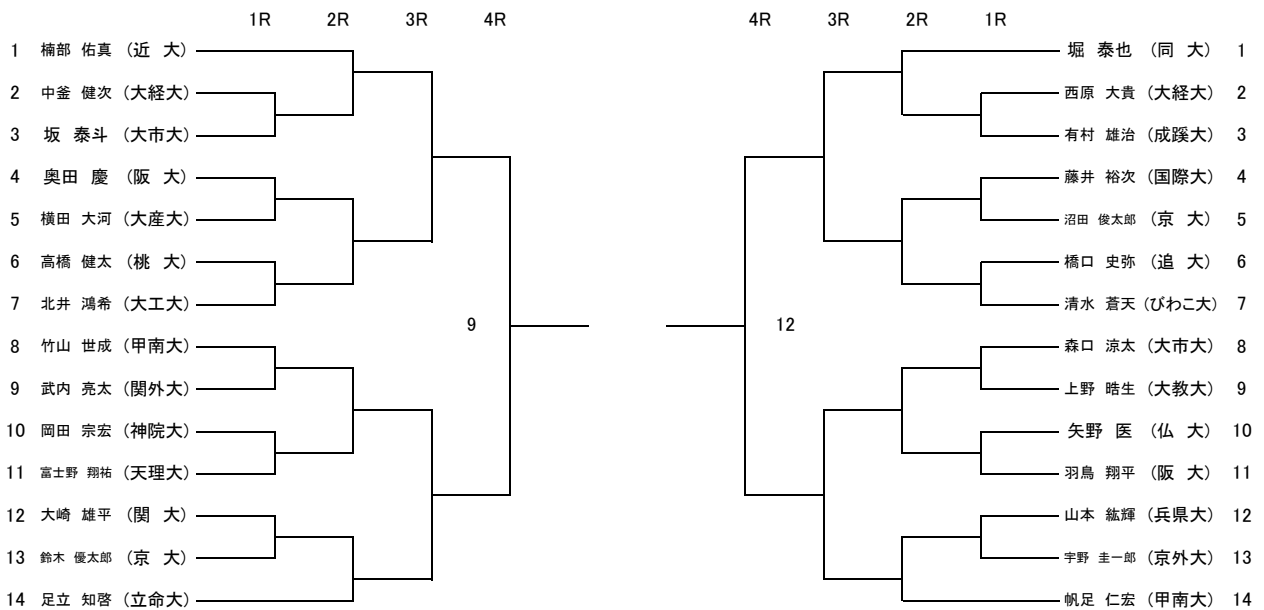 1R 2R 3R 4R 4R 3R 2R 1R
1 楠部 佑真 (近 大) 堀 泰也 (同 大) 1
2 中釜 健次 (大経大) 西原 大貴 (大経大) 2
3 坂 泰斗 (大市大) 有村 雄治 (成蹊大) 3
4 奥田 慶 (阪 大) 藤井 裕次 (国際大) 4
5 横田 大河 (大産大) 沼田 俊太郎 (京 大) 5
6 高橋 健太 (桃 大) 橋口 史弥 (追 大) 6
7 北井 鴻希 (大工大) 清水 蒼天 (びわこ大) 7
9 12
8 竹山 世成 (甲南大) 森口 涼太 (大市大) 8
9 武内 亮太 (関外大) 上野 晧生 (大教大) 9
10 岡田 宗宏 (神院大) 矢野 医 (仏 大) 10
11 富士野 翔祐 (天理大) 羽鳥 翔平 (阪 大) 11
12 大崎 雄平 (関 大) 山本 紘輝 (兵県大) 12
13 鈴木 優太郎 (京 大) 宇野 圭一郎 (京外大) 13
14 足立 知啓 (立命大) 帆足 仁宏 (甲南大) 14